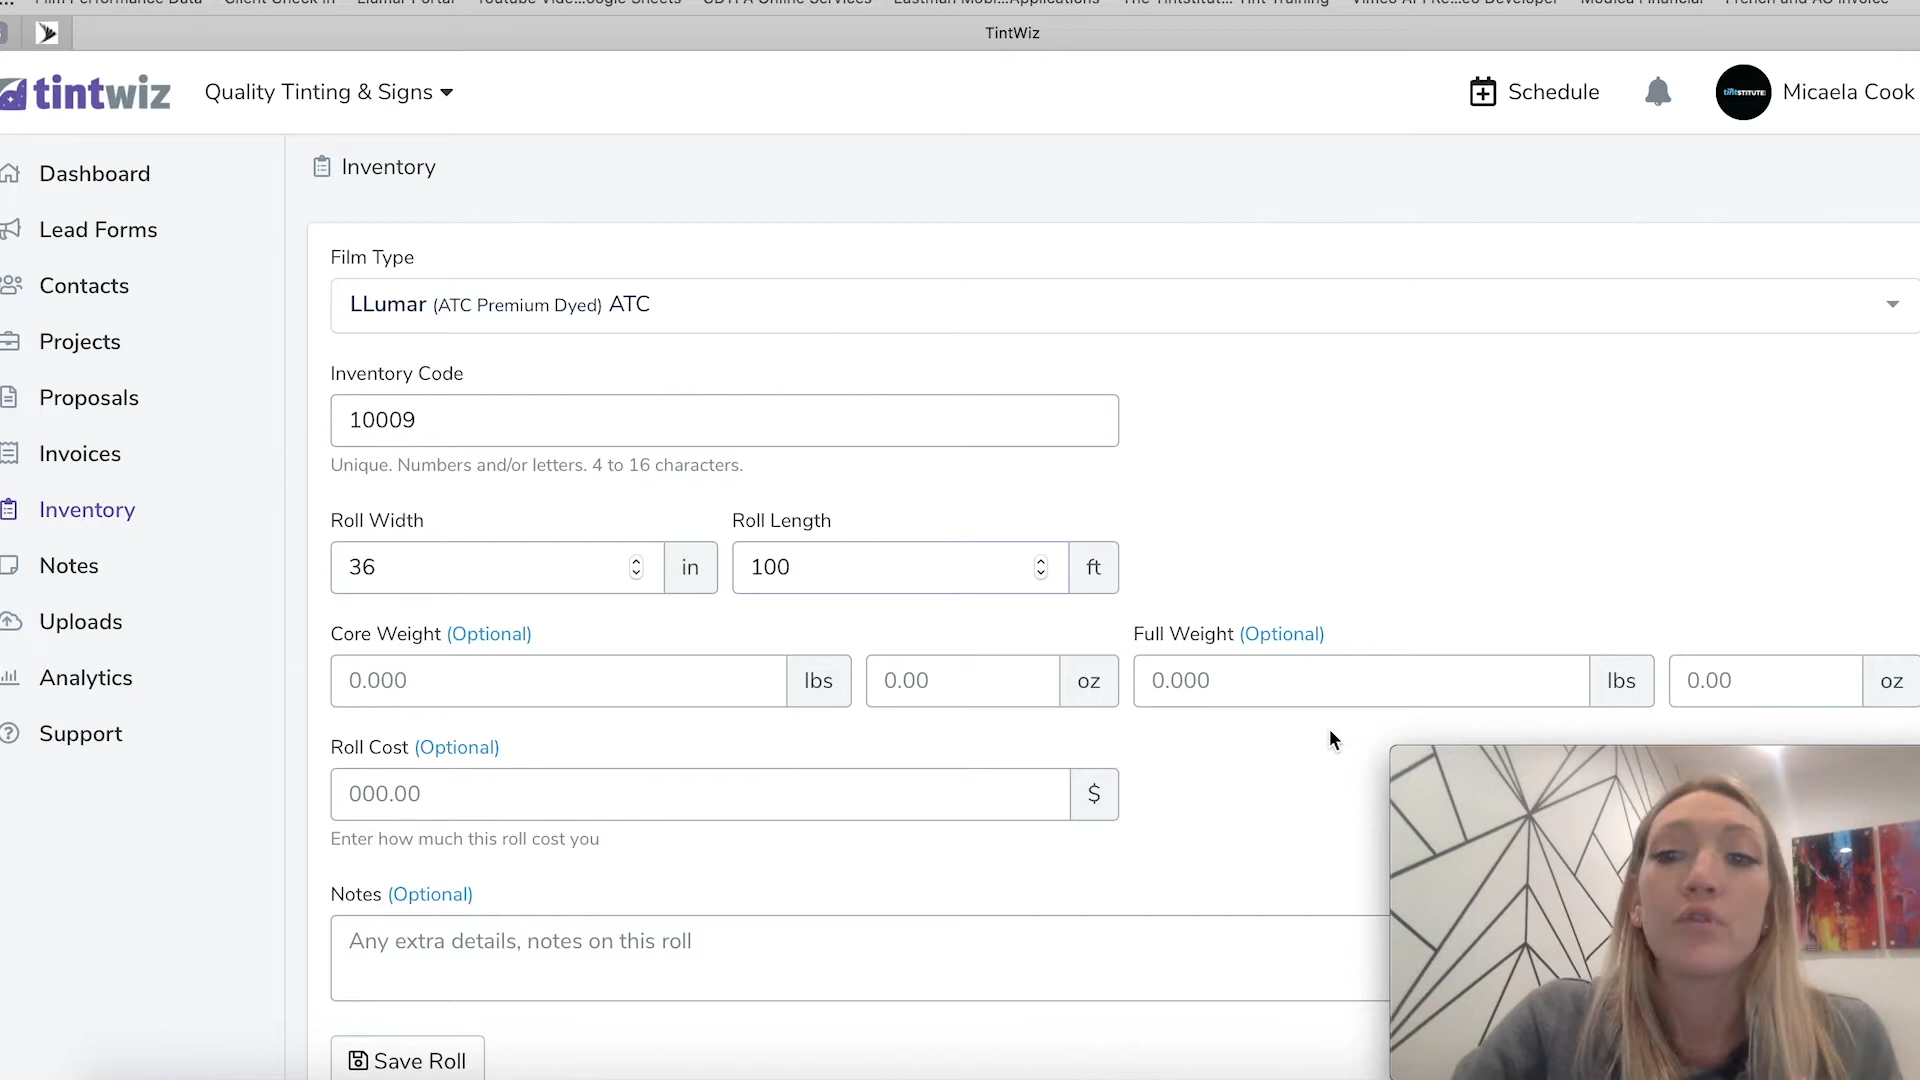 TintWiz
tintwiz
Quality Tinting & Signs
Schedule
TINTSTITUTE
Micaela Cook
Dashboard
Lead Forms
Contacts
Projects
Proposals
Invoices
Inventory
Notes
Uploads
Analytics
Support
Inventory
Film Type
LLumar (ATC Premium Dyed) ATC
Inventory Code
10009
Unique. Numbers and/or letters. 4 to 16 characters.
Roll Width
Roll Length
36 in
100 ft
Core Weight (Optional)
Full Weight (Optional)
0.000 lbs
0.00 oz
0.000 lbs
0.00 oz
Roll Cost (Optional)
000.00 $
Enter how much this roll cost you
Notes (Optional)
Any extra details, notes on this roll
Save Roll